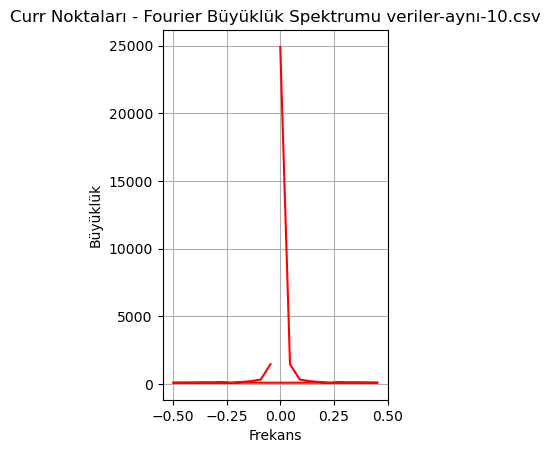 Curr Noktaları - Fourier Büyüklük Spektrumu veriler-aynı-10.csv
25000
20000
15000
10000
5000
0
Büyüklük
−0.50 −0.25 0.00 0.25 0.50
Frekans